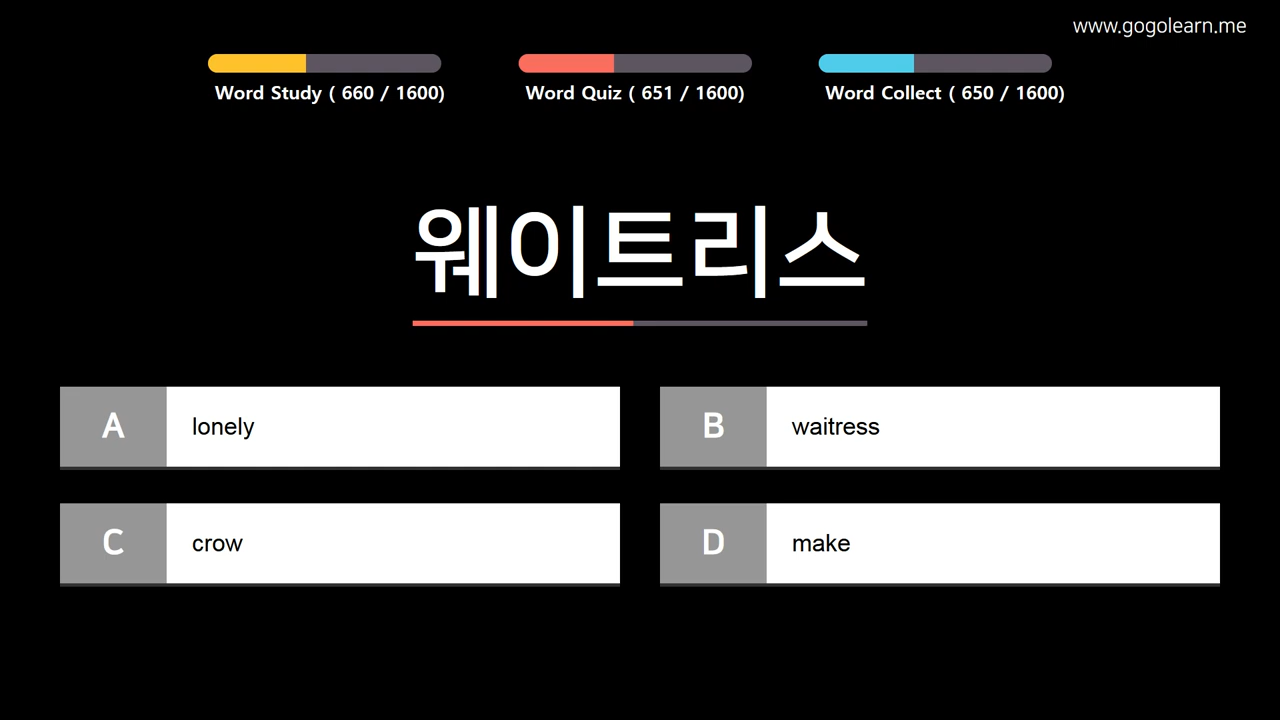 www.gogolearn.me
Word Study ( 660 / 1600)
Word Quiz ( 651 / 1600)
Word Collect ( 650 / 1600)
웨이트리스
A lonely
B waitress
C crow
D make